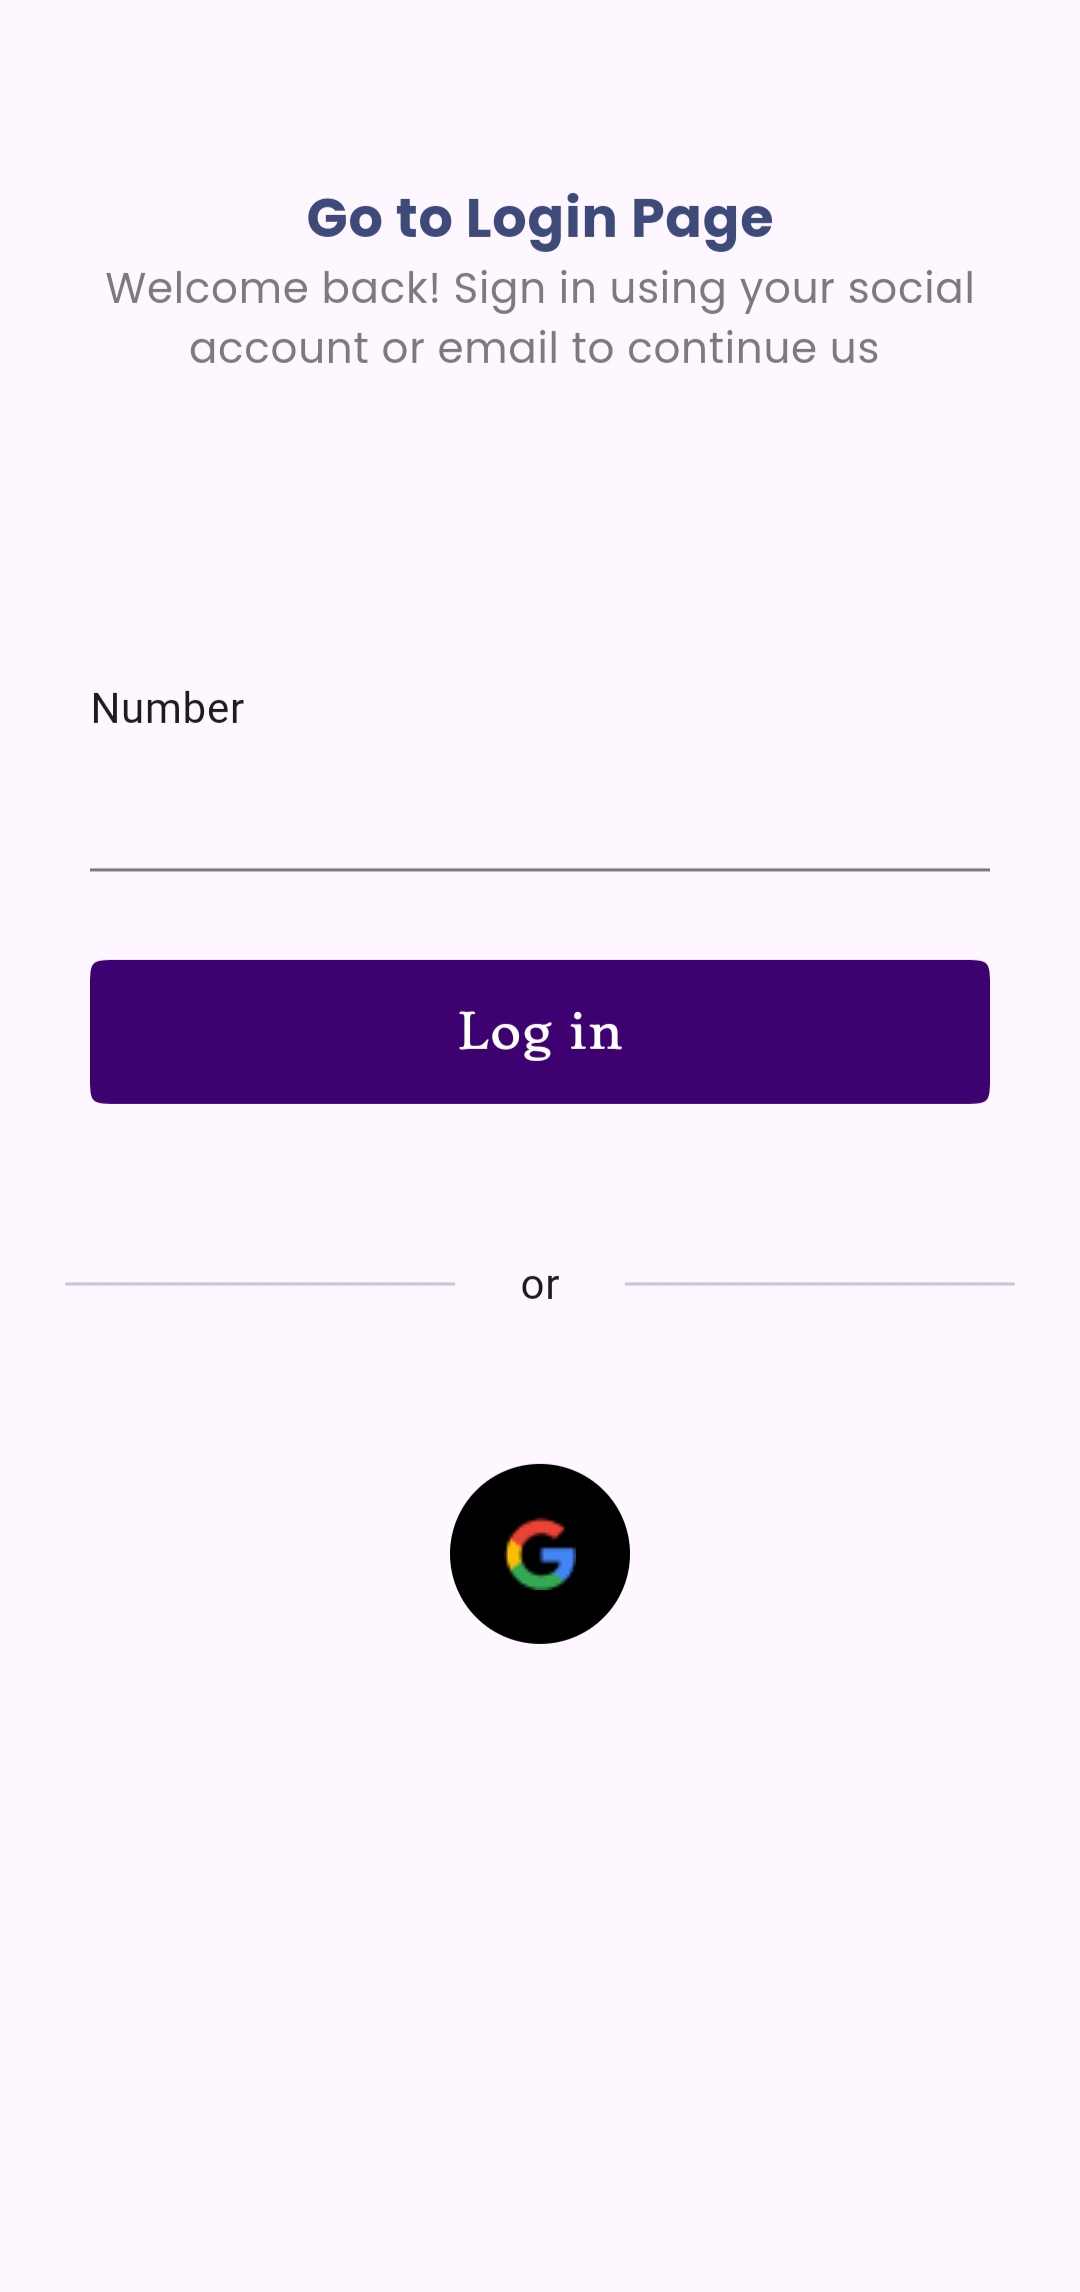 Go to Login Page
Welcome back! Sign in using your social
account or email to continue us
Number
Log in
or